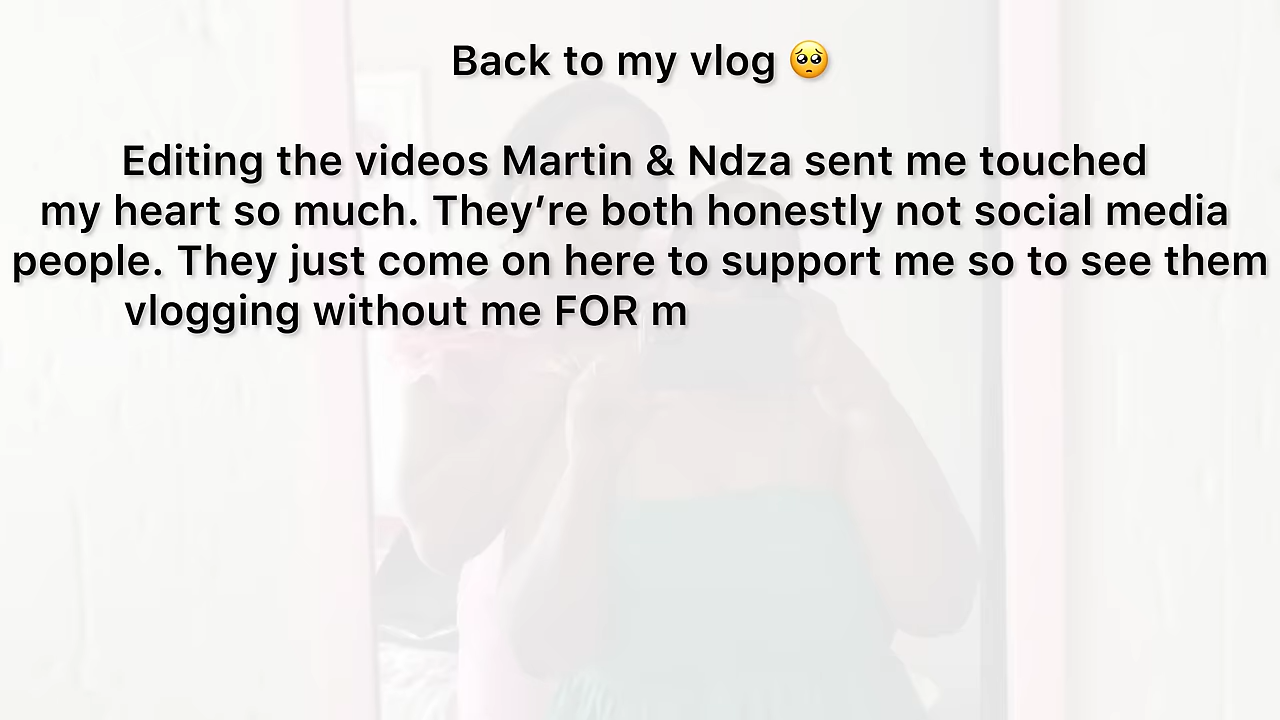 Back to my vlog 🥺
Editing the videos Martin & Ndza sent me touched
my heart so much. They’re both honestly not social media
people. They just come on here to support me so to see them
vlogging without me FOR m